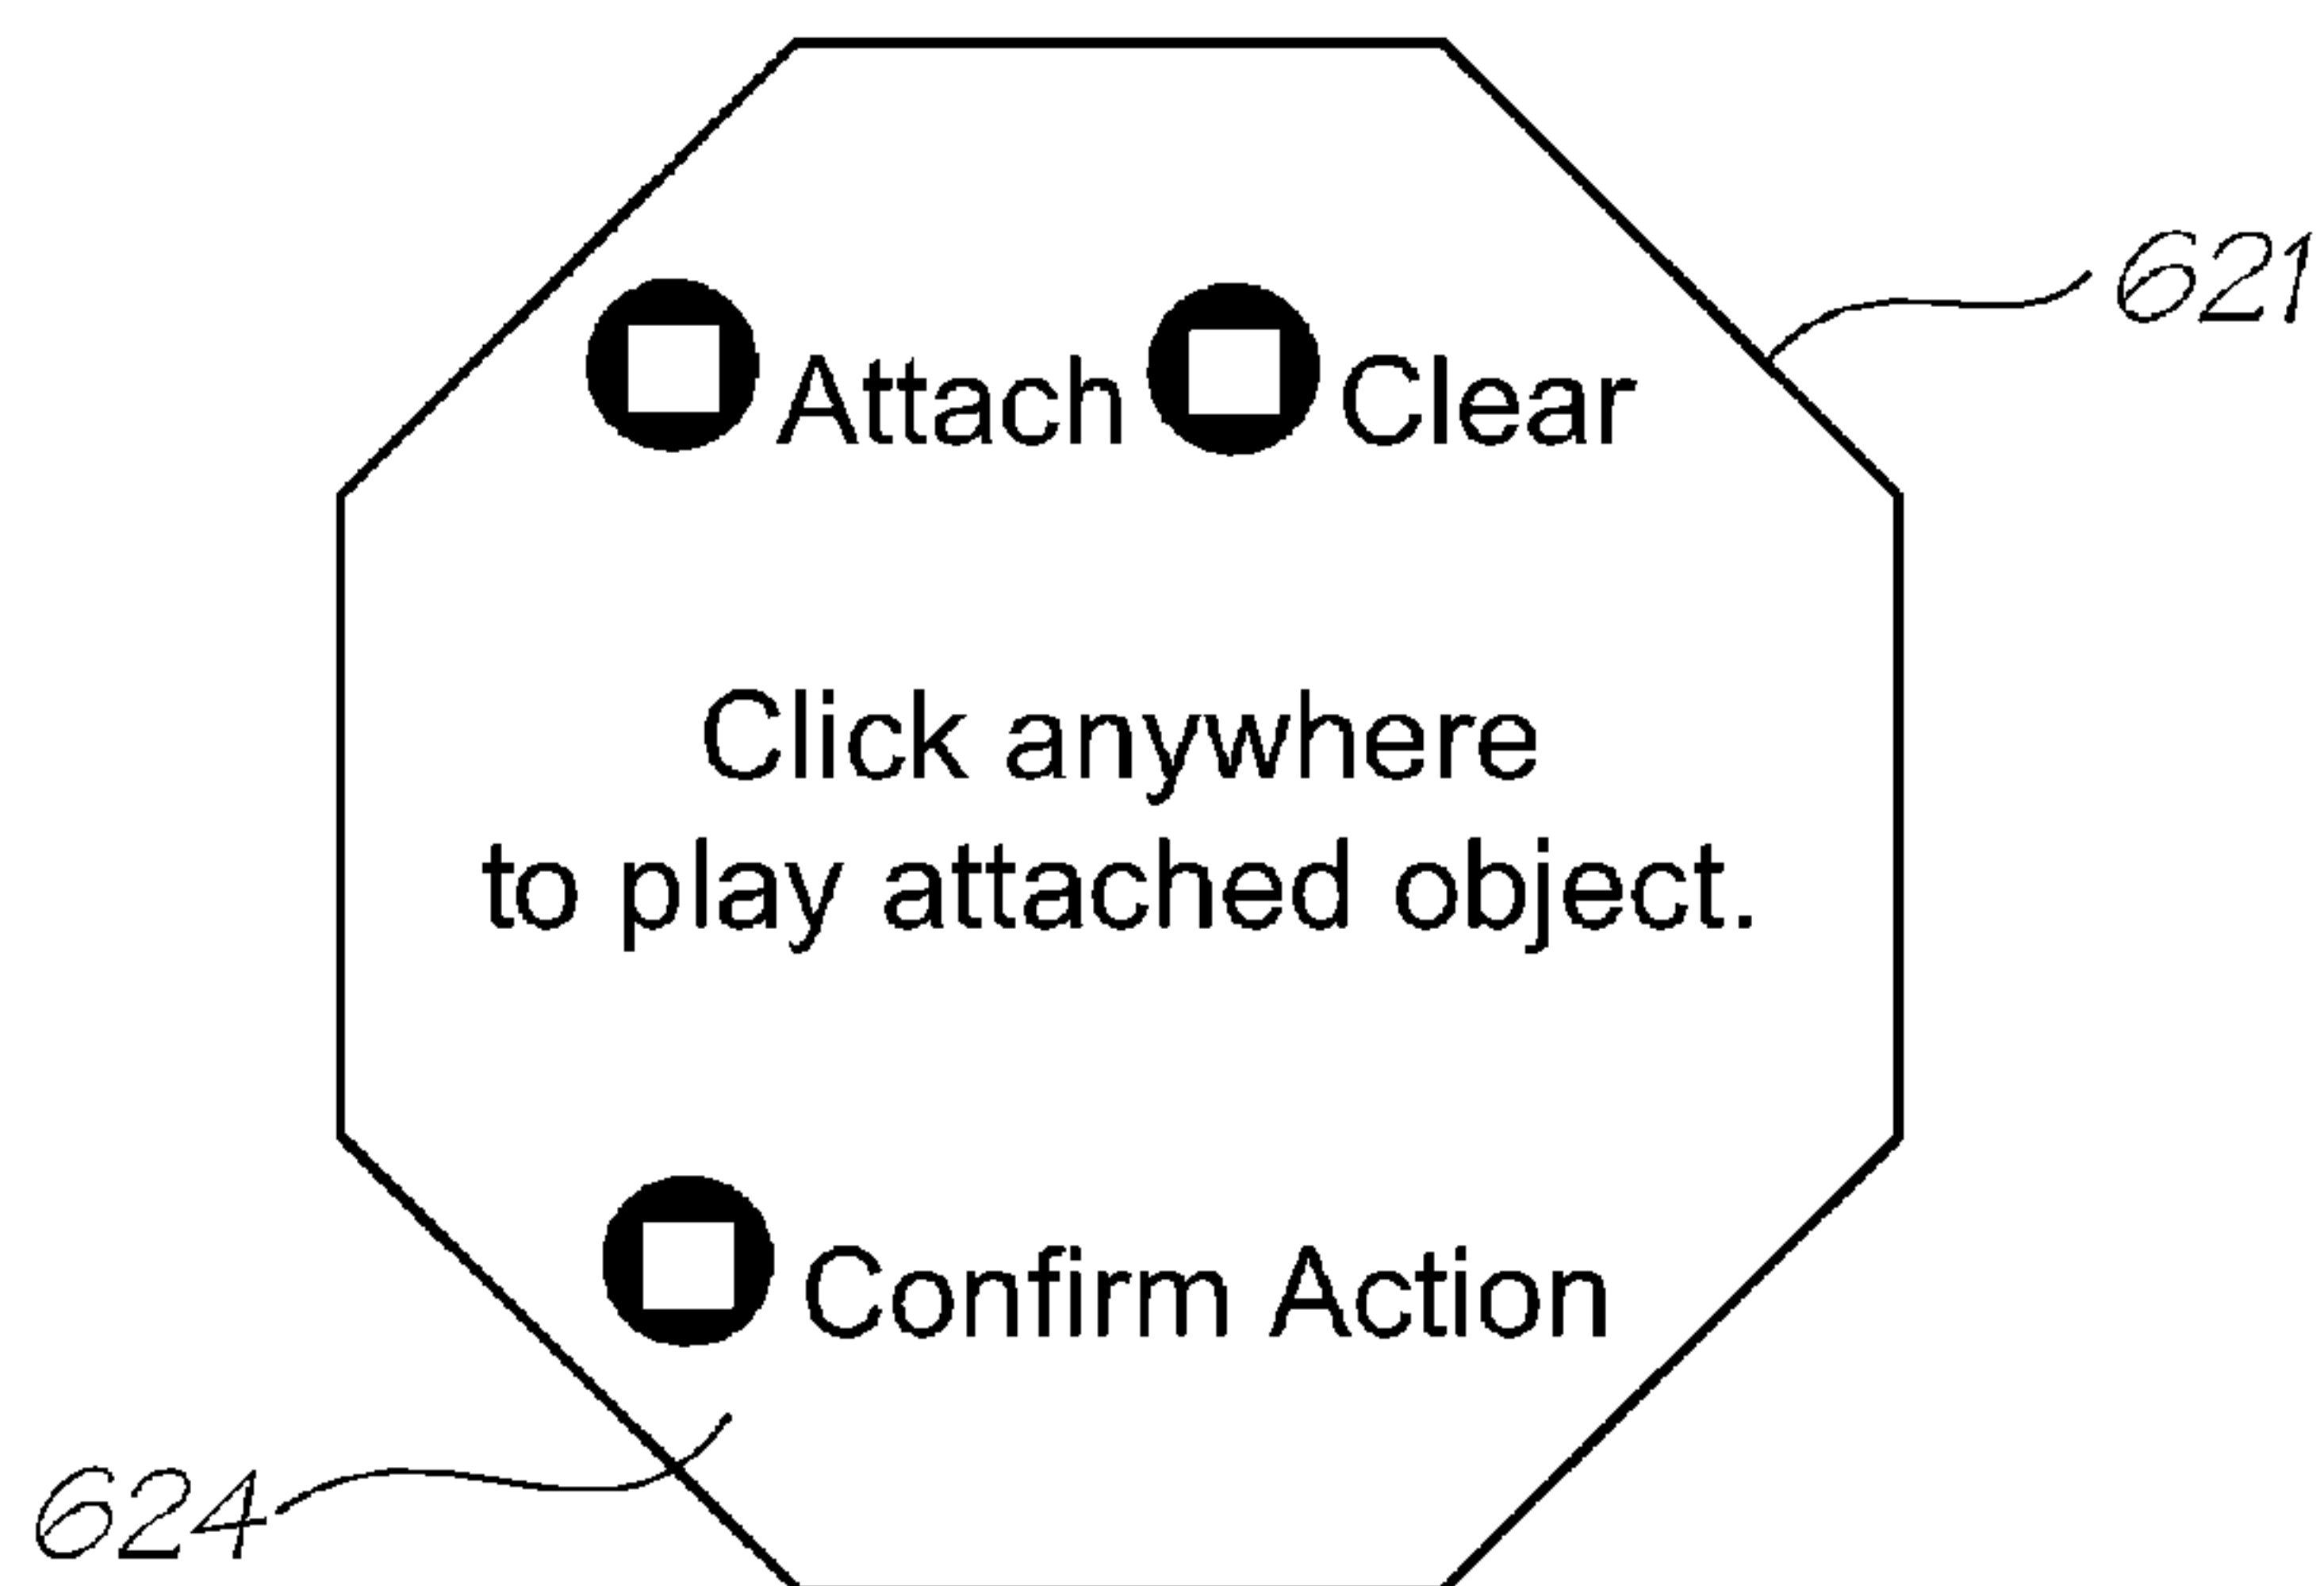 621
Attach Clear
Click anywhere
to play attached object.
Confirm Action
624